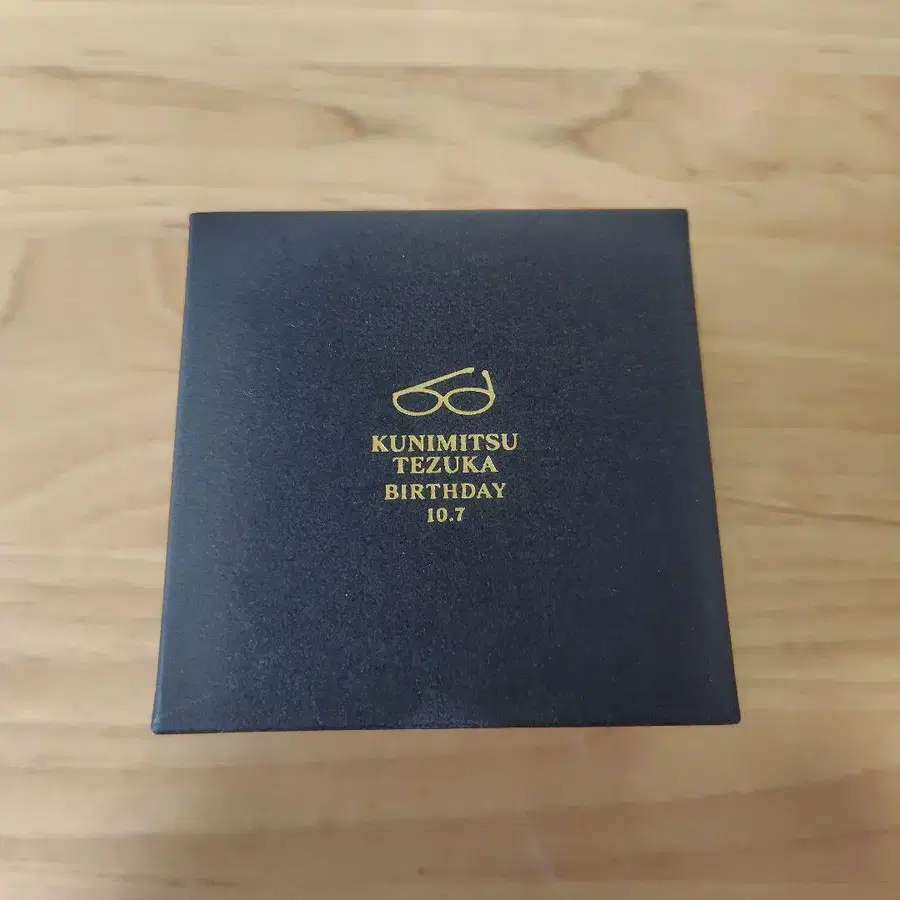 KUNIMITSU
TEZUKA
BIRTHDAY
10.7